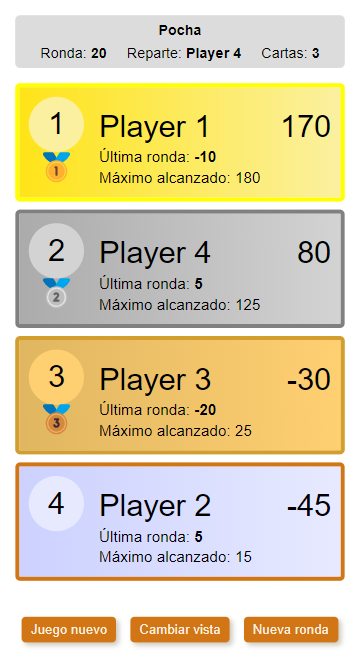 Pocha
Ronda: 20 Reparte: Player 4 Cartas: 3
1 Player 1 170
1
Última ronda: -10
Máximo alcanzado: 180
2 Player 4 80
2
Última ronda: 5
Máximo alcanzado: 125
3 Player 3 -30
3
Última ronda: -20
Máximo alcanzado: 25
4 Player 2 -45
Última ronda: 5
Máximo alcanzado: 15
Juego nuevo Cambiar vista Nueva ronda